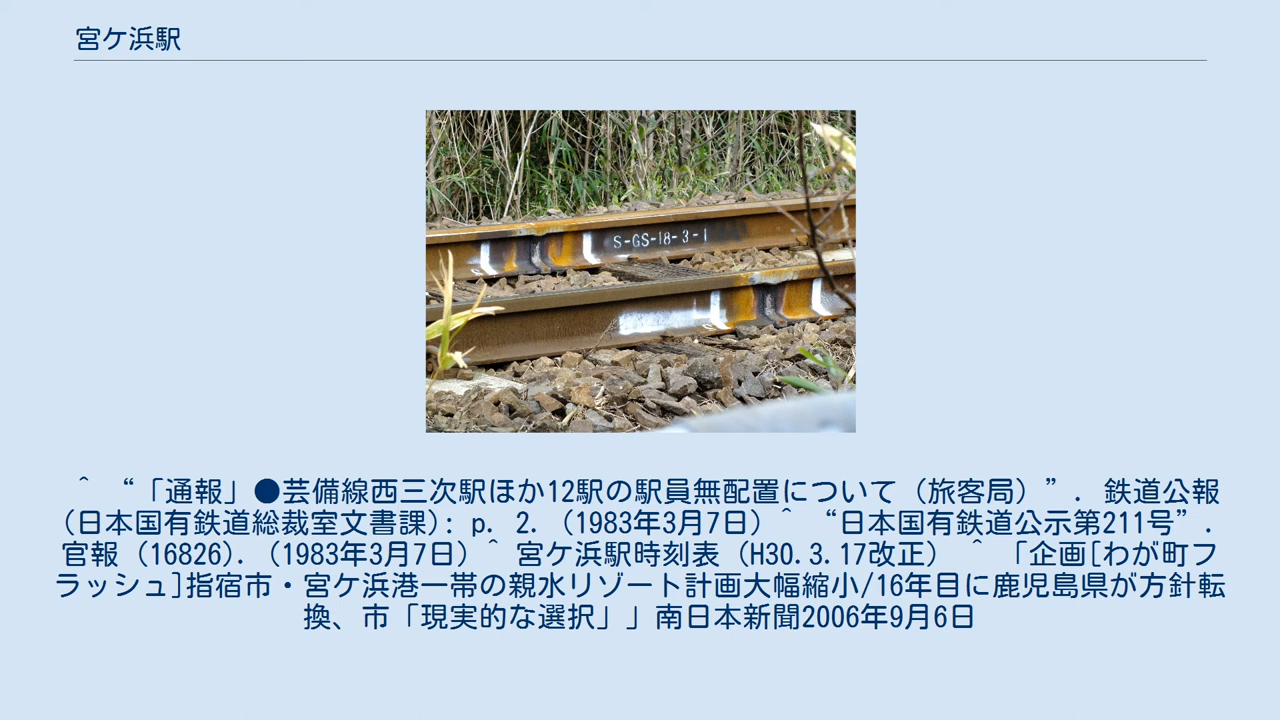 宮ケ浜駅
S-GS-18-3-1
^ “「通報」●芸備線西三次駅ほか12駅の駅員無配置について（旅客局）”. 鉄道公報
(日本国有鉄道総裁室文書課): p. 2. (1983年3月7日) ^ “日本国有鉄道公示第211号”.
官報 (16826). (1983年3月7日) ^ 宮ケ浜駅時刻表（H30.3.17改正） ^ 「企画[わが町フ
ラッシュ]指宿市・宮ケ浜港一帯の親水リゾート計画大幅縮小/16年目に鹿児島県が方針転
換、市「現実的な選択」」南日本新聞2006年9月6日